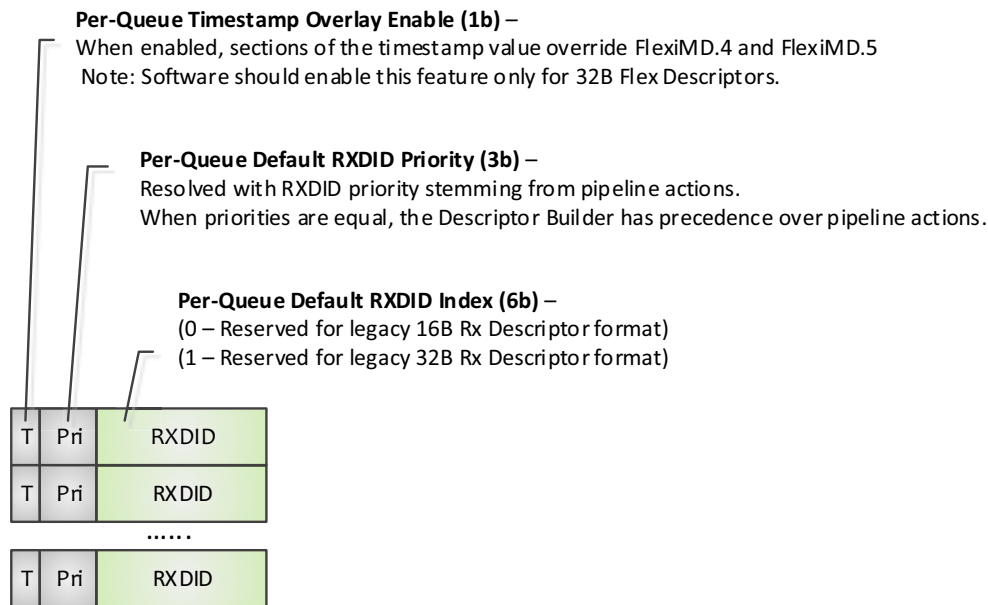 Per-Queue Timestamp Overlay Enable (1b) –
When enabled, sections of the timestamp value override FlexiMD.4 and FlexiMD.5
Note: Software should enable this feature only for 32B Flex Descriptors.
Per-Queue Default RXDID Priority (3b) –
Resolved with RXDID priority stemming from pipeline actions.
When priorities are equal, the Descriptor Builder has precedence over pipeline actions.
Per-Queue Default RXDID Index (6b) –
(0 – Reserved for legacy 16B Rx Descriptor format)
(1 – Reserved for legacy 32B Rx Descriptor format)
T Pri RXDID
T Pri RXDID
......
T Pri RXDID